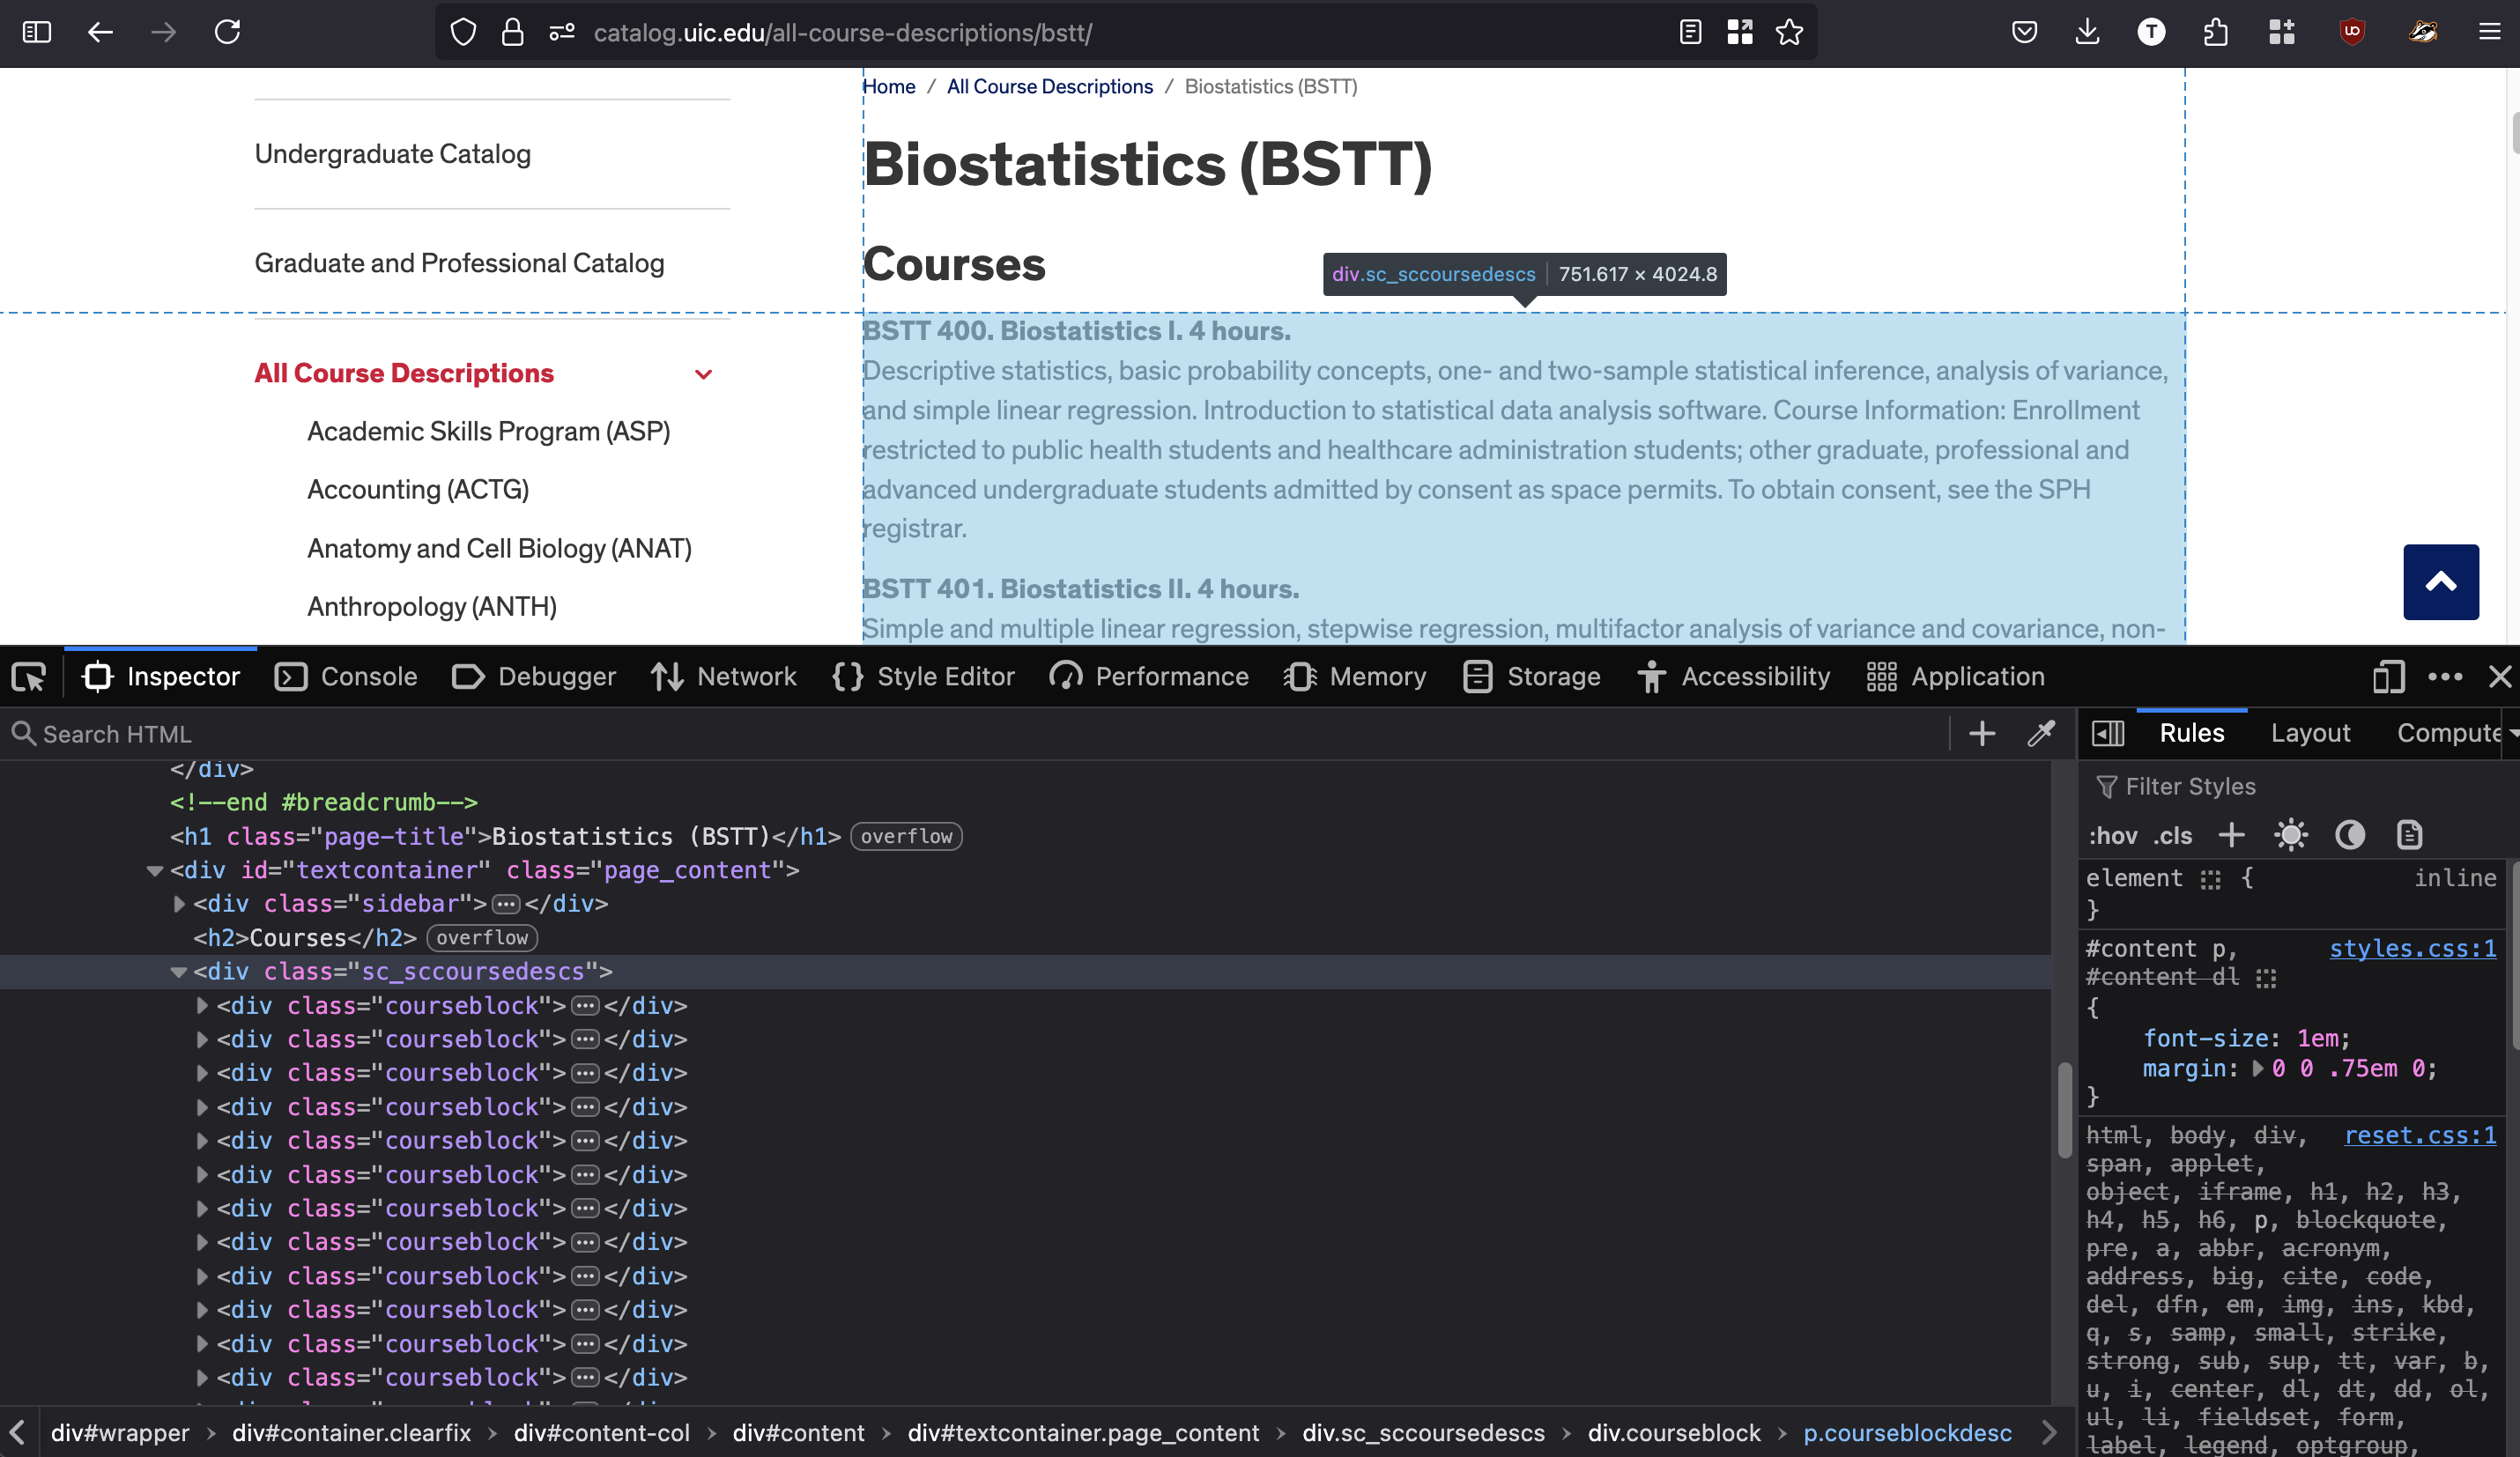 catalog.uic.edu/all-course-descriptions/bstt/
T
Home / All Course Descriptions / Biostatistics (BSTT)
Undergraduate Catalog
Graduate and Professional Catalog
All Course Descriptions
Academic Skills Program (ASP)
Accounting (ACTG)
Anatomy and Cell Biology (ANAT)
Anthropology (ANTH)
Biostatistics (BSTT)
Courses
div.sc_sccoursedescs 751.617 × 4024.8
BSTT 400. Biostatistics I. 4 hours.
Descriptive statistics, basic probability concepts, one- and two-sample statistical inference, analysis of variance,
and simple linear regression. Introduction to statistical data analysis software. Course Information: Enrollment
restricted to public health students and healthcare administration students; other graduate, professional and
advanced undergraduate students admitted by consent as space permits. To obtain consent, see the SPH
registrar.
BSTT 401. Biostatistics II. 4 hours.
Simple and multiple linear regression, stepwise regression, multifactor analysis of variance and covariance, non-
Inspector Console Debugger Network Style Editor Performance Memory Storage Accessibility Application
Search HTML
</div>
<!--end #breadcrumb-->
<h1 class="page-title">Biostatistics (BSTT)</h1> overflow
<div id="textcontainer" class="page_content">
<div class="sidebar">⋯</div>
<h2>Courses</h2> overflow
<div class="sc_sccoursedescs">
<div class="courseblock">⋯</div>
<div class="courseblock">⋯</div>
<div class="courseblock">⋯</div>
<div class="courseblock">⋯</div>
<div class="courseblock">⋯</div>
<div class="courseblock">⋯</div>
<div class="courseblock">⋯</div>
<div class="courseblock">⋯</div>
<div class="courseblock">⋯</div>
<div class="courseblock">⋯</div>
<div class="courseblock">⋯</div>
<div class="courseblock">⋯</div>
div#wrapper › div#container.clearfix › div#content-col › div#content › div#textcontainer.page_content › div.sc_sccoursedescs › div.courseblock › p.courseblockdesc
Rules Layout Compute
Filter Styles
:hov .cls
element { inline
}
#content p, styles.css:1
#content dl
{
font-size: 1em;
margin: 0 0 .75em 0;
}
html, body, div, reset.css:1
span, applet,
object, iframe, h1, h2, h3,
h4, h5, h6, p, blockquote,
pre, a, abbr, acronym,
address, big, cite, code,
del, dfn, em, img, ins, kbd,
q, s, samp, small, strike,
strong, sub, sup, tt, var, b,
u, i, center, dl, dt, dd, ol,
ul, li, fieldset, form,
label, legend, optgroup,